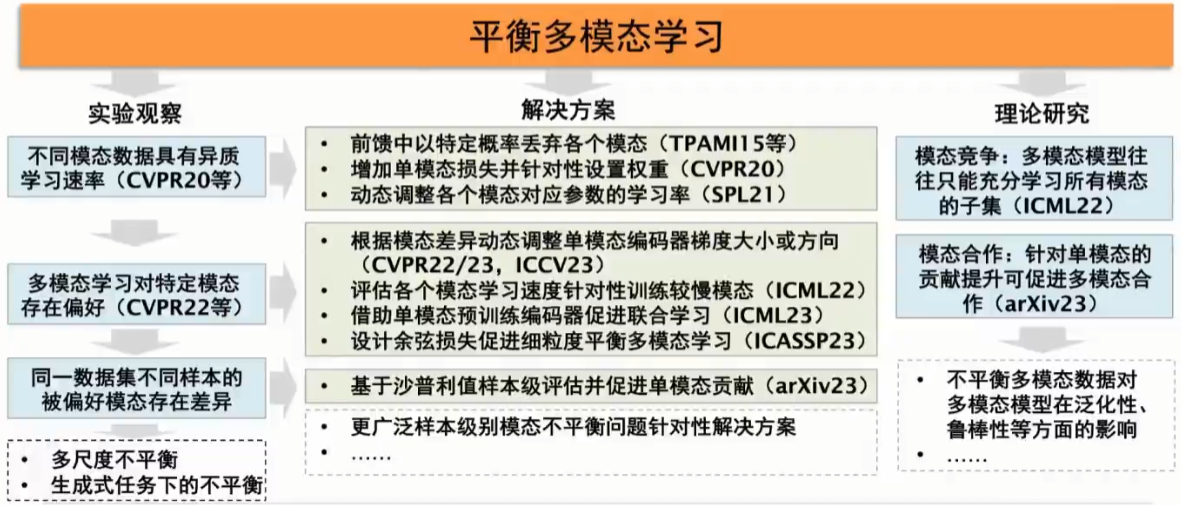 平衡多模态学习
实验观察
不同模态数据具有异质
学习速率（CVPR20等）
多模态学习对特定模态
存在偏好（CVPR22等）
同一数据集不同样本的
被偏好模态存在差异
• 多尺度不平衡
• 生成式任务下的不平衡
解决方案
• 前馈中以特定概率丢弃各个模态（TPAMI15等）
• 增加单模态损失并针对性设置权重（CVPR20）
• 动态调整各个模态对应参数的学习率（SPL21）
• 根据模态差异动态调整单模态编码器梯度大小或方向
（CVPR22/23，ICCV23）
• 评估各个模态学习速度针对性训练较慢模态（ICML22）
• 借助单模态预训练编码器促进联合学习（ICML23）
• 设计余弦损失促进细粒度平衡多模态学习（ICASSP23）
• 基于沙普利值样本级评估并促进单模态贡献（arXiv23）
• 更广泛样本级别模态不平衡问题针对性解决方案
• ……
理论研究
模态竞争：多模态模型往
往只能充分学习所有模态
的子集（ICML22）
模态合作：针对单模态的
贡献提升可促进多模态合
作（arXiv23）
• 不平衡多模态数据对
多模态模型在泛化性、
鲁棒性等方面的影响
• ……